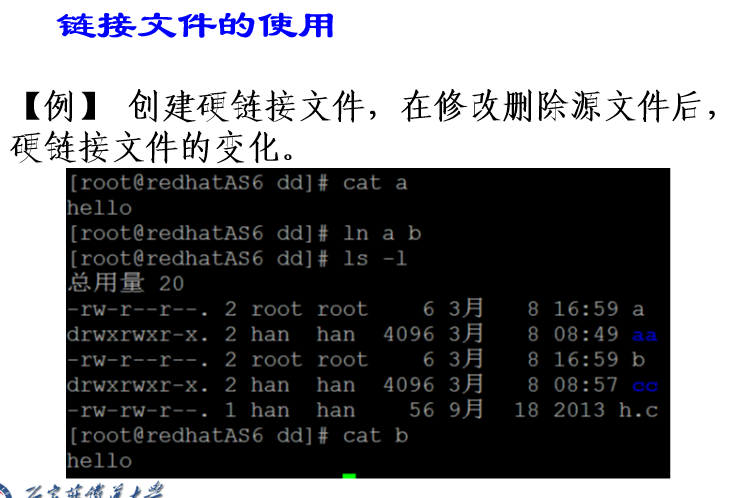 链接文件的使用
【例】 创建硬链接文件，在修改删除源文件后，
硬链接文件的变化。
[root@redhatAS6 dd]# cat a
hello
[root@redhatAS6 dd]# ln a b
[root@redhatAS6 dd]# ls -l
总用量 20
-rw-r--r--. 2 root root    6 3月   8 16:59 a
drwxrwxr-x. 2 han  han  4096 3月   8 08:49 aa
-rw-r--r--. 2 root root    6 3月   8 16:59 b
drwxrwxr-x. 2 han  han  4096 3月   8 08:57 cc
-rw-rw-r--. 1 han  han    56 9月  18 2013 h.c
[root@redhatAS6 dd]# cat b
hello